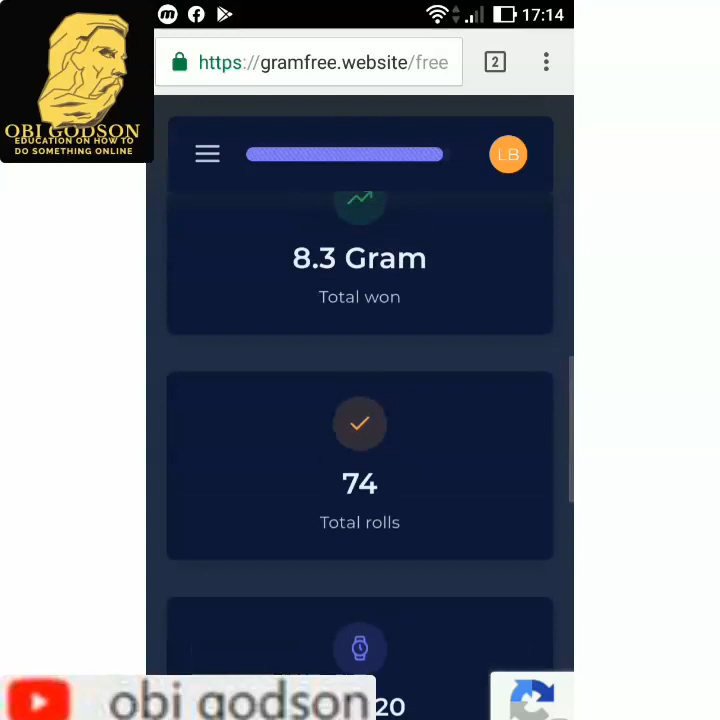 17:14
https://gramfree.website/free
2
OBI GODSON
EDUCATION ON HOW TO
DO SOMETHING ONLINE
LB
8.3 Gram
Total won
74
Total rolls
20
obi godson